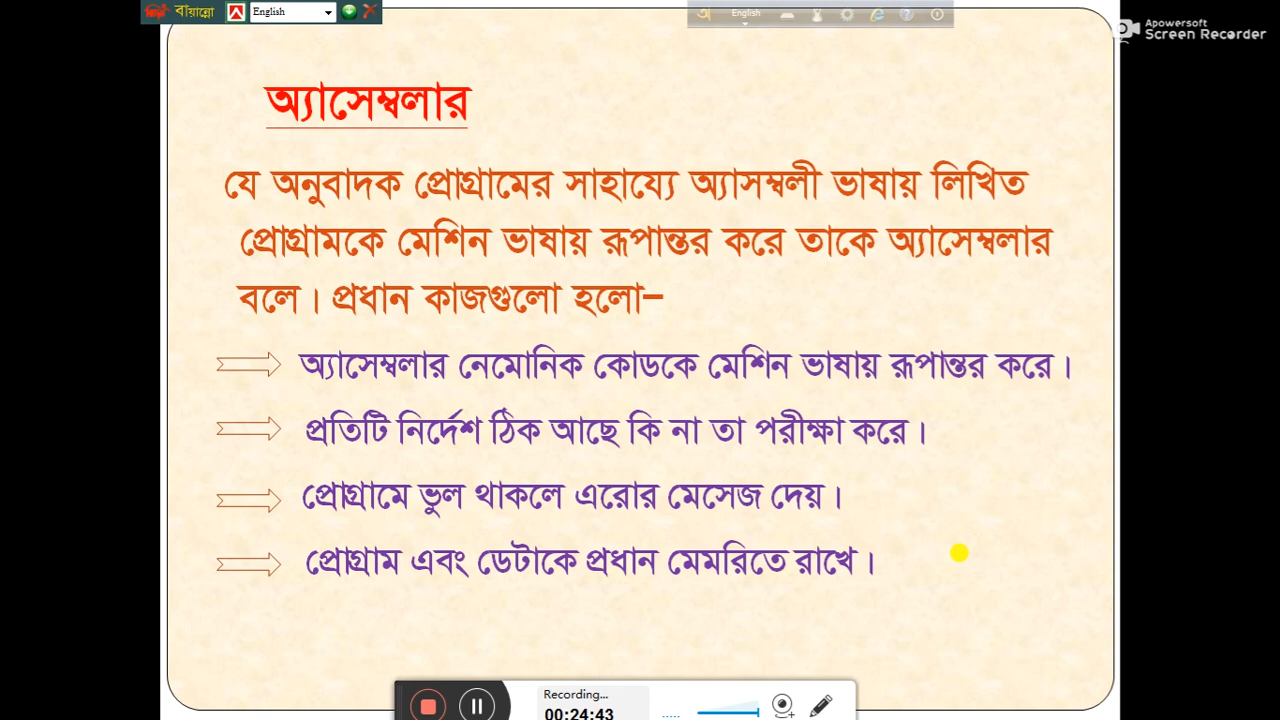 বায়ান্নো
English
English
Apowersoft
Screen Recorder
অ্যাসেম্বলার
যে অনুবাদক প্রোগ্রামের সাহায্যে অ্যাসম্বলী ভাষায় লিখিত
প্রোগ্রামকে মেশিন ভাষায় রূপান্তর করে তাকে অ্যাসেম্বলার
বলে। প্রধান কাজগুলো হলো–
অ্যাসেম্বলার নেমোনিক কোডকে মেশিন ভাষায় রূপান্তর করে।
প্রতিটি নির্দেশ ঠিক আছে কি না তা পরীক্ষা করে।
প্রোগ্রামে ভুল থাকলে এরোর মেসেজ দেয়।
প্রোগ্রাম এবং ডেটাকে প্রধান মেমরিতে রাখে।
Recording...
00:24:43